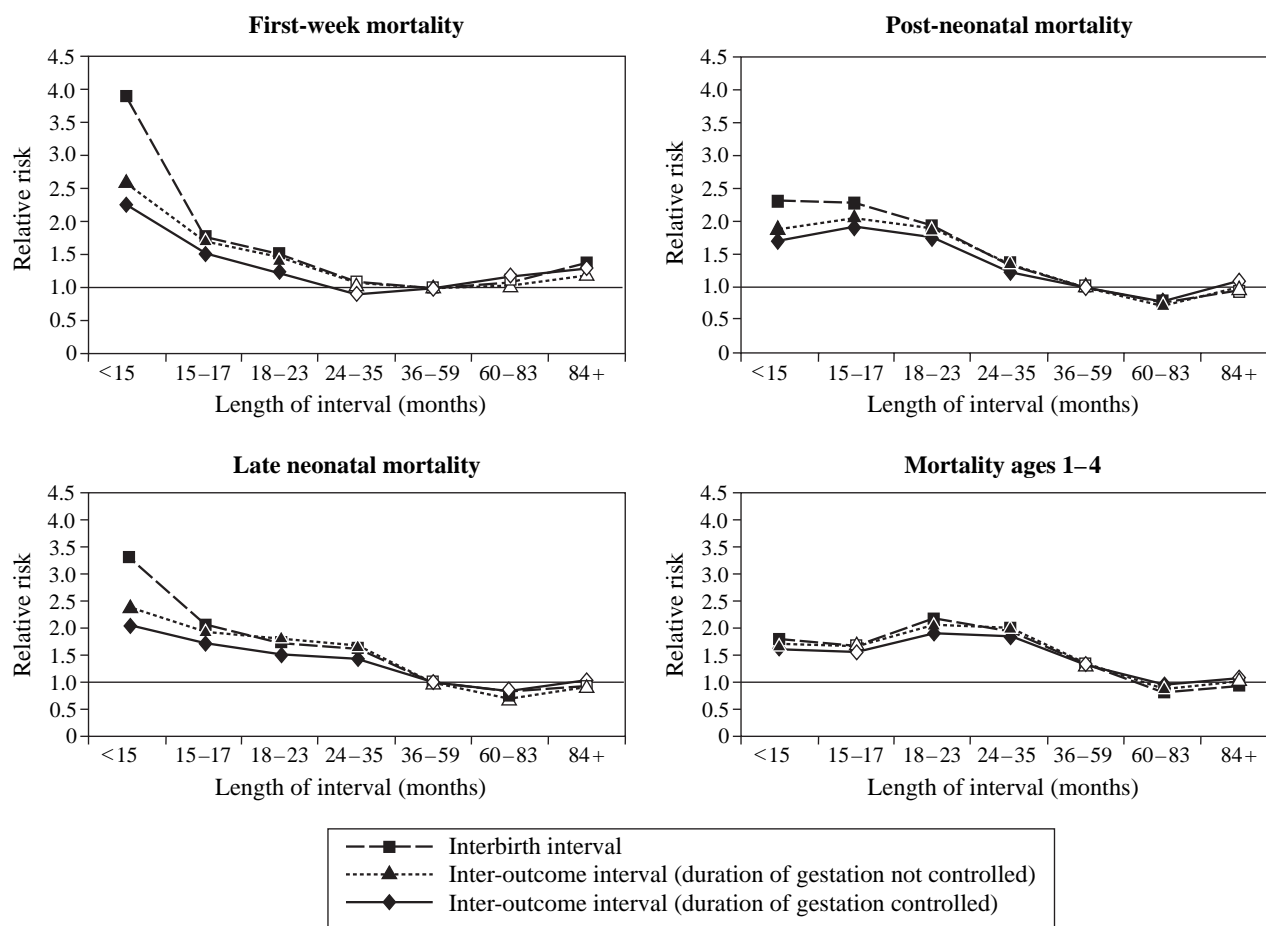 First-week mortality
4.5
4.0
3.5
3.0
2.5
2.0
1.5
1.0
0.5
0
Relative risk
<15 15–17 18–23 24–35 36–59 60–83 84+
Length of interval (months)
Post-neonatal mortality
4.5
4.0
3.5
3.0
2.5
2.0
1.5
1.0
0.5
0
Relative risk
<15 15–17 18–23 24–35 36–59 60–83 84+
Length of interval (months)
Late neonatal mortality
4.5
4.0
3.5
3.0
2.5
2.0
1.5
1.0
0.5
0
Relative risk
<15 15–17 18–23 24–35 36–59 60–83 84+
Length of interval (months)
Mortality ages 1–4
4.5
4.0
3.5
3.0
2.5
2.0
1.5
1.0
0.5
0
Relative risk
<15 15–17 18–23 24–35 36–59 60–83 84+
Length of interval (months)
Interbirth interval
Inter-outcome interval (duration of gestation not controlled)
Inter-outcome interval (duration of gestation controlled)